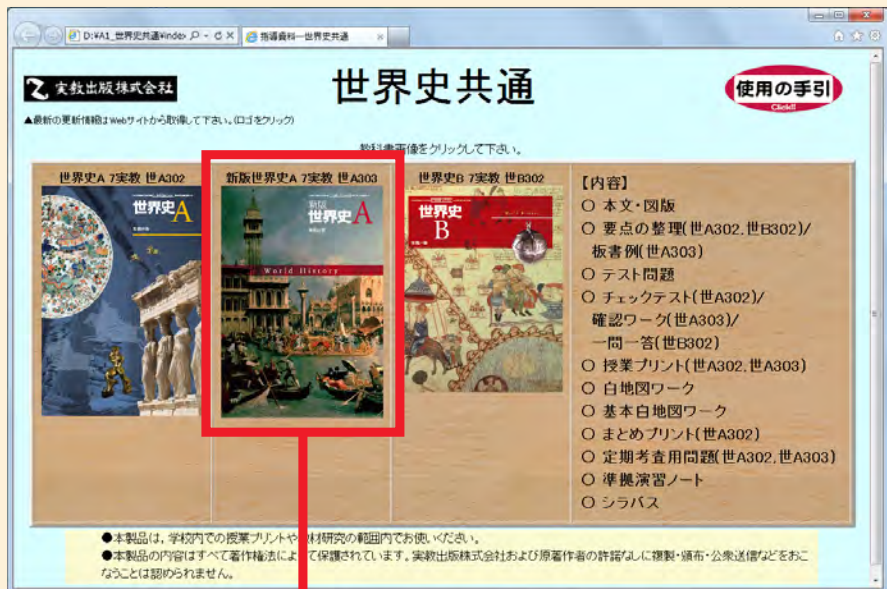 D:¥A1_世界史共通¥index
指導資料―世界史共通
実教出版株式会社
世界史共通
使用の手引
Click!!
▲最新の更新情報はWebサイトから取得して下さい。(ロゴをクリック)
教科書画像をクリックして下さい。
世界史A 7実教 世A302
新版世界史A 7実教 世A303
世界史B 7実教 世B302
世界史A
新版
世界史A
World History
世界史
B
【内容】
○ 本文・図版
○ 要点の整理(世A302,世B302)/
板書例(世A303)
○ テスト問題
○ チェックテスト(世A302)/
確認ワーク(世A303)/
一問一答(世B302)
○ 授業プリント(世A302,世A303)
○ 白地図ワーク
○ 基本白地図ワーク
○ まとめプリント(世A302)
○ 定期考査用問題(世A302,世A303)
○ 準拠演習ノート
○ シラバス
●本製品は，学校内での授業プリントや教材研究の範囲内でお使いください。
●本製品の内容はすべて著作権法によって保護されています。実教出版株式会社および原著作者の許諾なしに複製・頒布・公衆送信などをおこ
なうことは認められません。